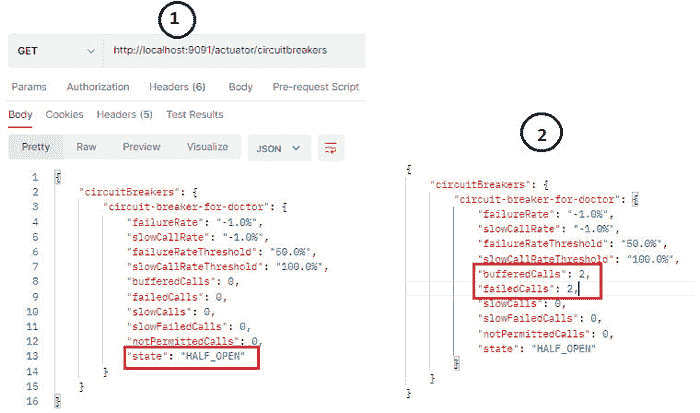 1
GET http://localhost:9091/actuator/circuitbreakers
Params Authorization Headers (6) Body Pre-request Script
Body Cookies Headers (5) Test Results
Pretty Raw Preview Visualize JSON
1 {
2 "circuitBreakers": {
3 "circuit-breaker-for-doctor": {
4 "failureRate": "-1.0%",
5 "slowCallRate": "-1.0%",
6 "failureRateThreshold": "50.0%",
7 "slowCallRateThreshold": "100.0%",
8 "bufferedCalls": 0,
9 "failedCalls": 0,
10 "slowCalls": 0,
11 "slowFailedCalls": 0,
12 "notPermittedCalls": 0,
13 "state": "HALF_OPEN"
14 }
15 }
16 }
2
{
"circuitBreakers": {
"circuit-breaker-for-doctor": {
"failureRate": "-1.0%",
"slowCallRate": "-1.0%",
"failureRateThreshold": "50.0%",
"slowCallRateThreshold": "100.0%",
"bufferedCalls": 2,
"failedCalls": 2,
"slowCalls": 0,
"slowFailedCalls": 0,
"notPermittedCalls": 0,
"state": "HALF_OPEN"
}
}
}